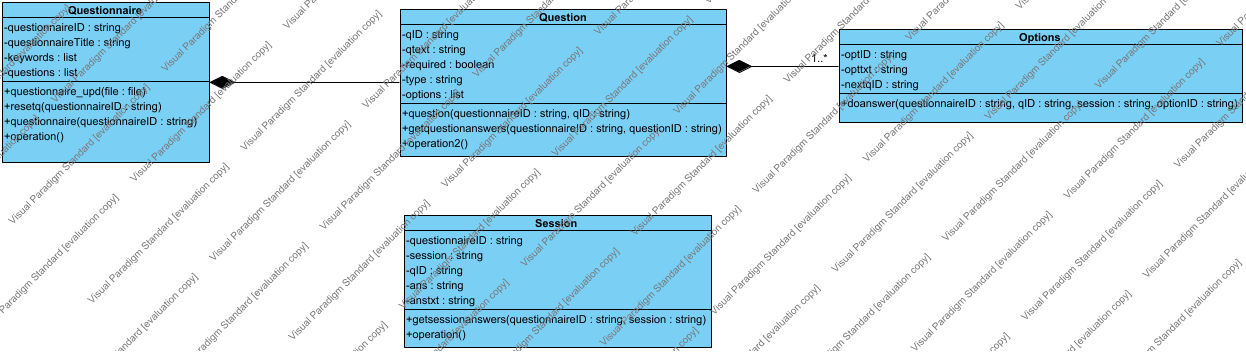 Questionnaire
-questionnaireID : string
-questionnaireTitle : string
-keywords : list
-questions : list
+questionnaire_upd(file : file)
+resetq(questionnaireID : string)
+questionnaire(questionnaireID : string)
+operation()
Question
-qID : string
-qtext : string
-required : boolean
-type : string
-options : list
+question(questionnaireID : string, qID : string)
+getquestionanswers(questionnaireID : string, questionID : string)
+operation2()
1..*
Options
-optID : string
-opttxt : string
-nextqID : string
+doanswer(questionnaireID : string, qID : string, session : string, optionID : string)
Session
-questionnaireID : string
-session : string
-qID : string
-ans : string
-anstxt : string
+getsessionanswers(questionnaireID : string, session : string)
+operation()
Visual Paradigm Standard [evaluation copy]